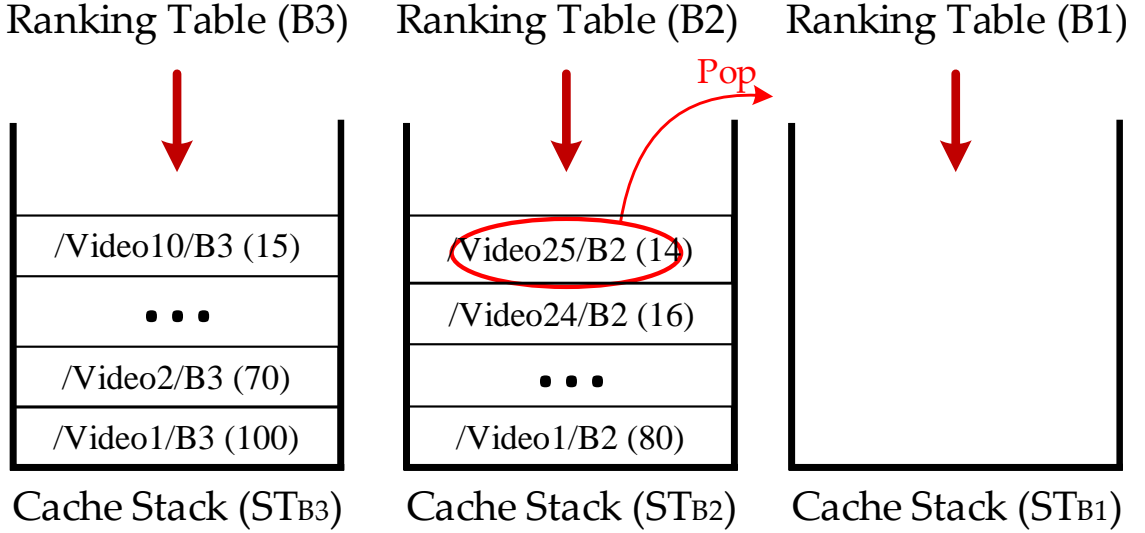 Ranking Table (B3)
Ranking Table (B2)
Ranking Table (B1)
Pop
/Video10/B3 (15)
...
/Video2/B3 (70)
/Video1/B3 (100)
/Video25/B2 (14)
/Video24/B2 (16)
...
/Video1/B2 (80)
Cache Stack (STB3)
Cache Stack (STB2)
Cache Stack (STB1)